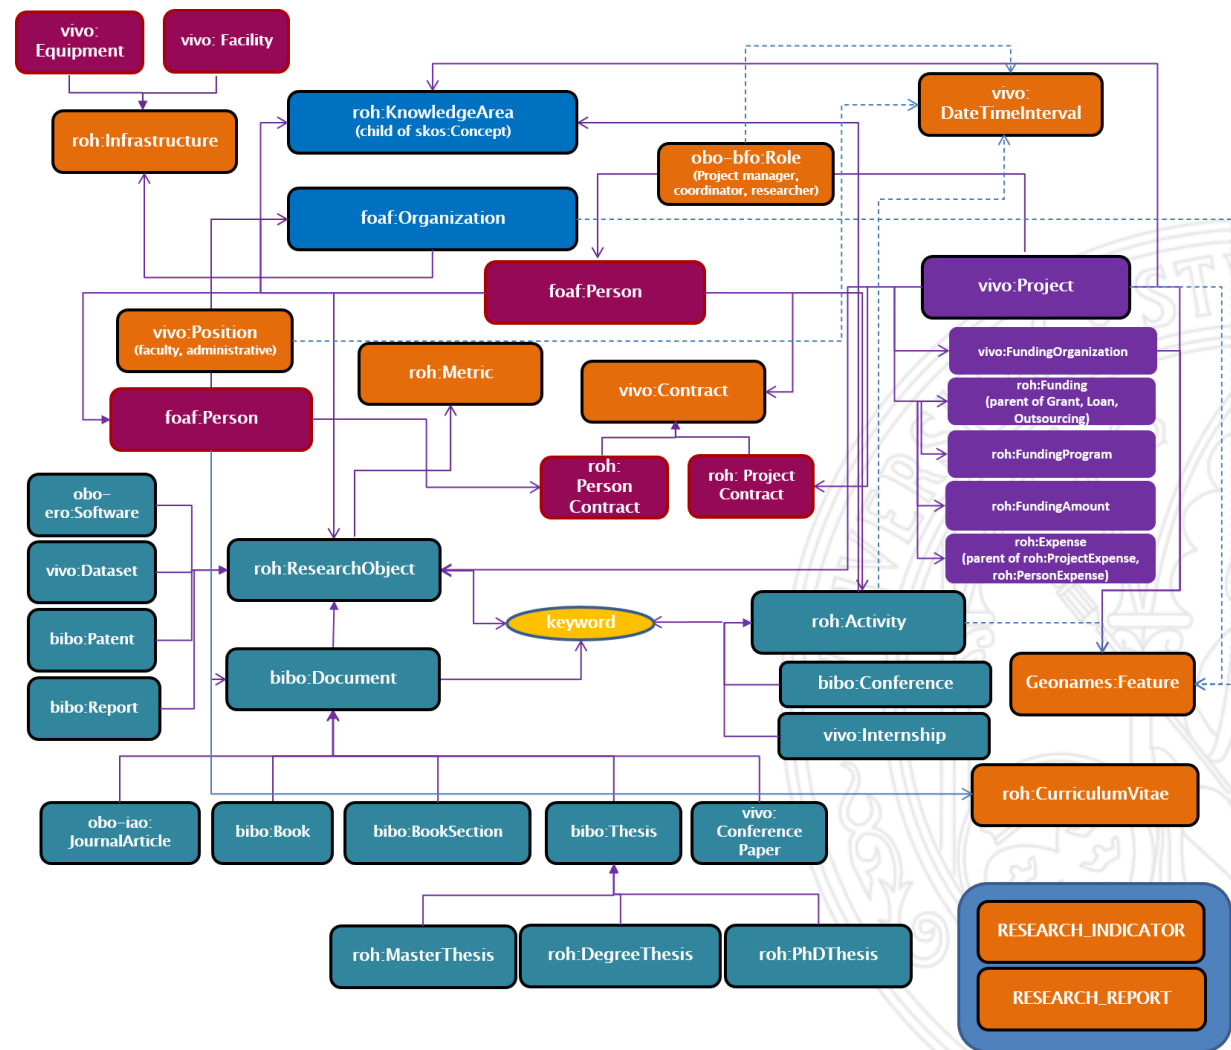 vivo:
Equipment
vivo: Facility
roh:Infrastructure
roh:KnowledgeArea
(child of skos:Concept)
vivo:
DateTimeInterval
obo-bfo:Role
(Project manager,
coordinator, researcher)
foaf:Organization
foaf:Person
vivo:Project
vivo:Position
(faculty, administrative)
roh:Metric
vivo:Contract
vivo:FundingOrganization
roh:Funding
(parent of Grant, Loan,
Outsourcing)
foaf:Person
roh:FundingProgram
roh:
Person
Contract
roh: Project
Contract
obo-
ero:Software
roh:FundingAmount
roh:Expense
(parent of roh:ProjectExpense,
roh:PersonExpense)
vivo:Dataset
roh:ResearchObject
bibo:Patent
keyword
roh:Activity
bibo:Report
bibo:Document
bibo:Conference
Geonames:Feature
vivo:Internship
roh:CurriculumVitae
obo-iao:
JournalArticle
bibo:Book
bibo:BookSection
bibo:Thesis
vivo:
Conference
Paper
roh:MasterThesis
roh:DegreeThesis
roh:PhDThesis
RESEARCH_INDICATOR
RESEARCH_REPORT